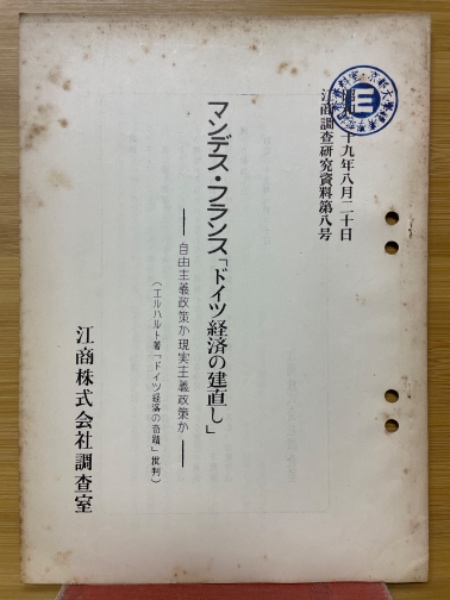 十九年八月二十日
江商調査研究資料第八号
マンデス・フランス「ドイツ経済の建直し」
――自由主義政策か現実主義政策か――
（エルハルト著「ドイツ経済の奇蹟」批判）
江商株式会社調査室